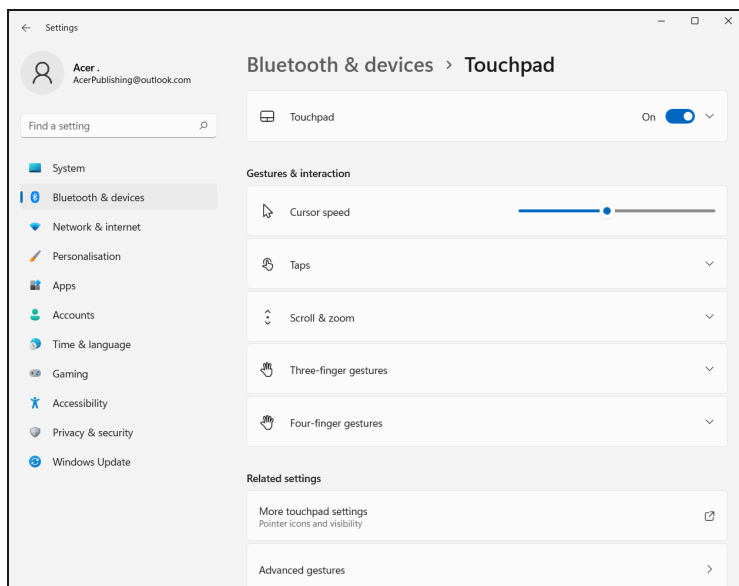 Settings
Acer .
AcerPublishing@outlook.com
Find a setting
System
Bluetooth & devices
Network & internet
Personalisation
Apps
Accounts
Time & language
Gaming
Accessibility
Privacy & security
Windows Update
Bluetooth & devices › Touchpad
Touchpad
On
Gestures & interaction
Cursor speed
Taps
Scroll & zoom
Three-finger gestures
Four-finger gestures
Related settings
More touchpad settings
Pointer icons and visibility
Advanced gestures